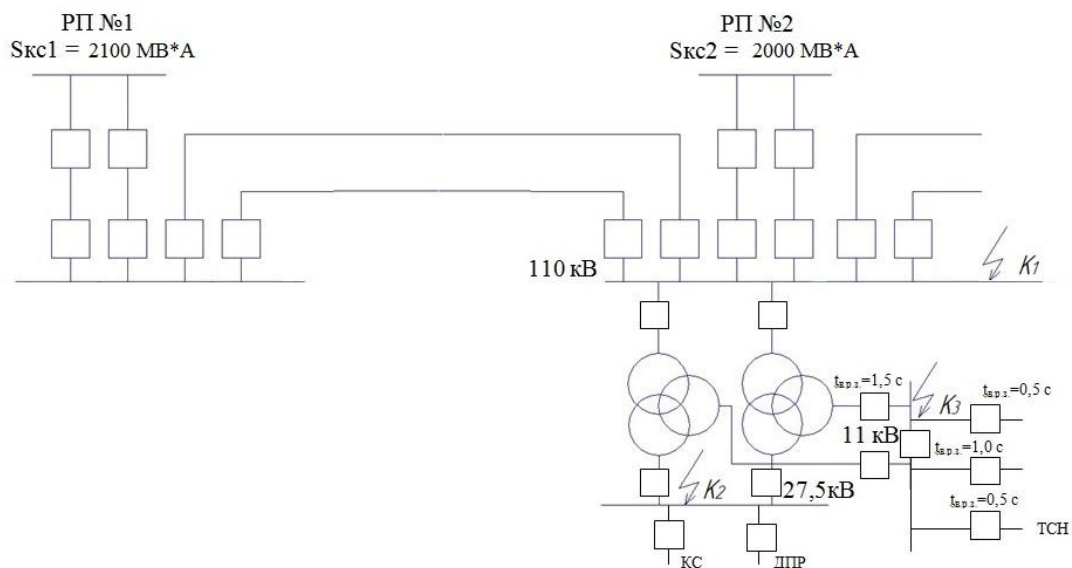 РП №1
Sкс1 = 2100 МВ*А
РП №2
Sкс2 = 2000 МВ*А
110 кВ
K1
tв.р.з.=1,5 с
tв.р.з.=0,5 с
K3
11 кВ
tв.р.з.=1,0 с
K2
27,5кВ
tв.р.з.=0,5 с
ТСН
КС
ДПР